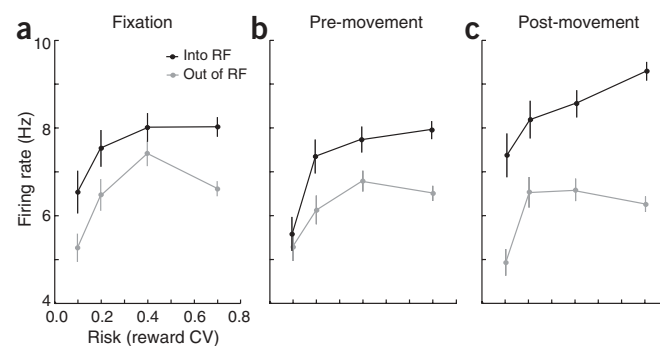 a Fixation
b Pre-movement
c Post-movement
Into RF
Out of RF
Firing rate (Hz)
10
8
6
4
0.0 0.2 0.4 0.6 0.8
Risk (reward CV)